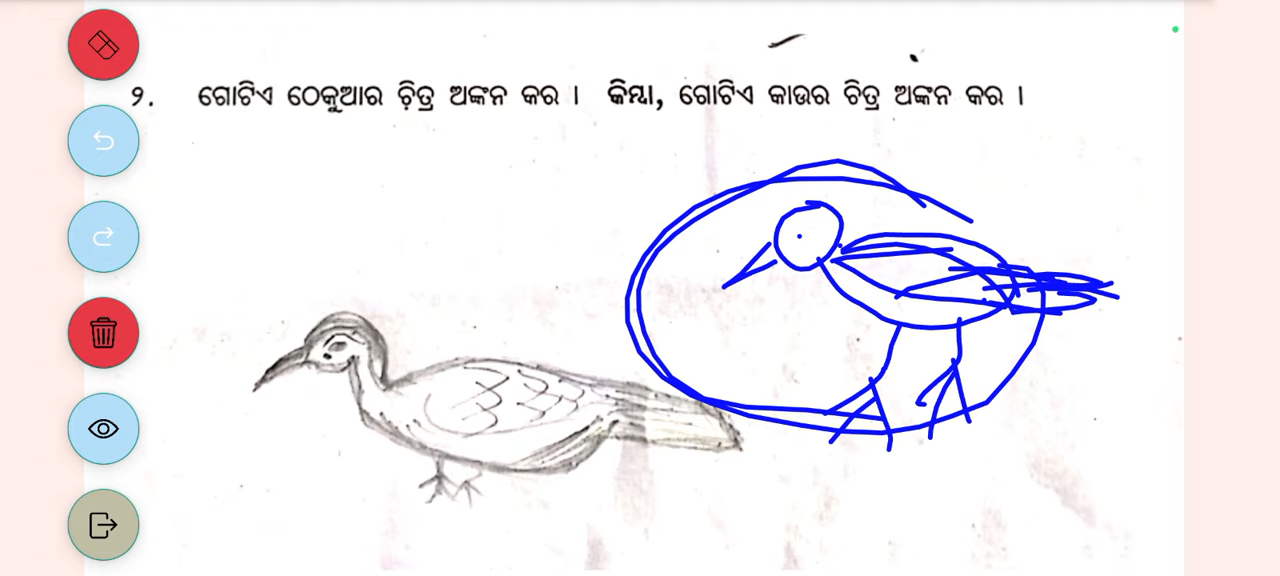 ୨. ଗୋଟିଏ ଠେକୁଆର ଚିତ୍ର ଅଙ୍କନ କର । କିମ୍ବା, ଗୋଟିଏ କାଉର ଚିତ୍ର ଅଙ୍କନ କର ।